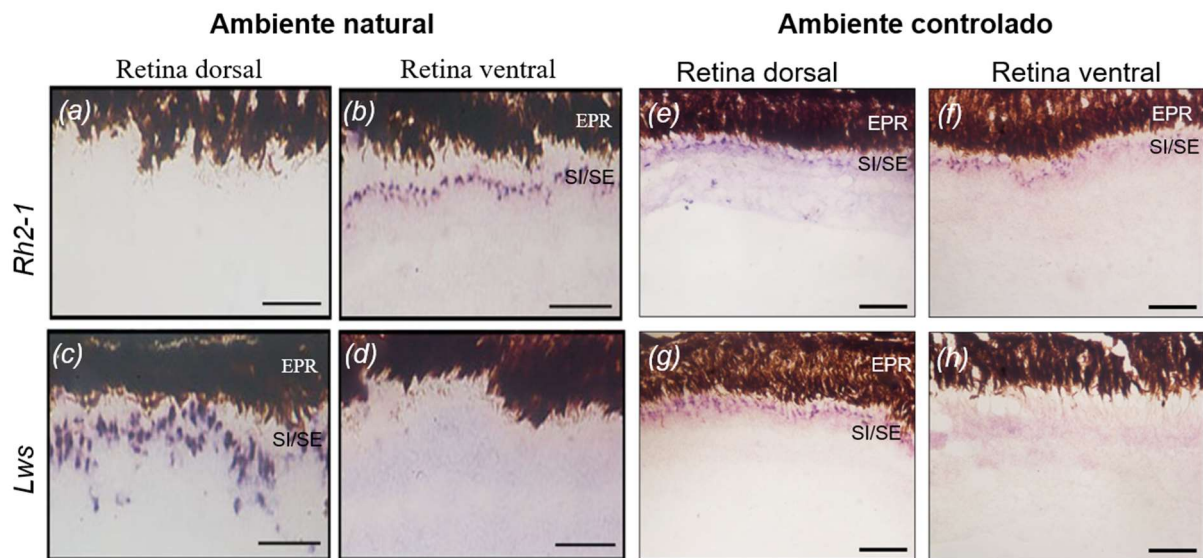 Ambiente natural
Ambiente controlado
Retina dorsal
Retina ventral
Retina dorsal
Retina ventral
Rh2-1
(a)
(b)
EPR
SI/SE
(e)
EPR
SI/SE
(f)
EPR
SI/SE
Lws
(c)
EPR
SI/SE
(d)
(g)
EPR
SI/SE
(h)